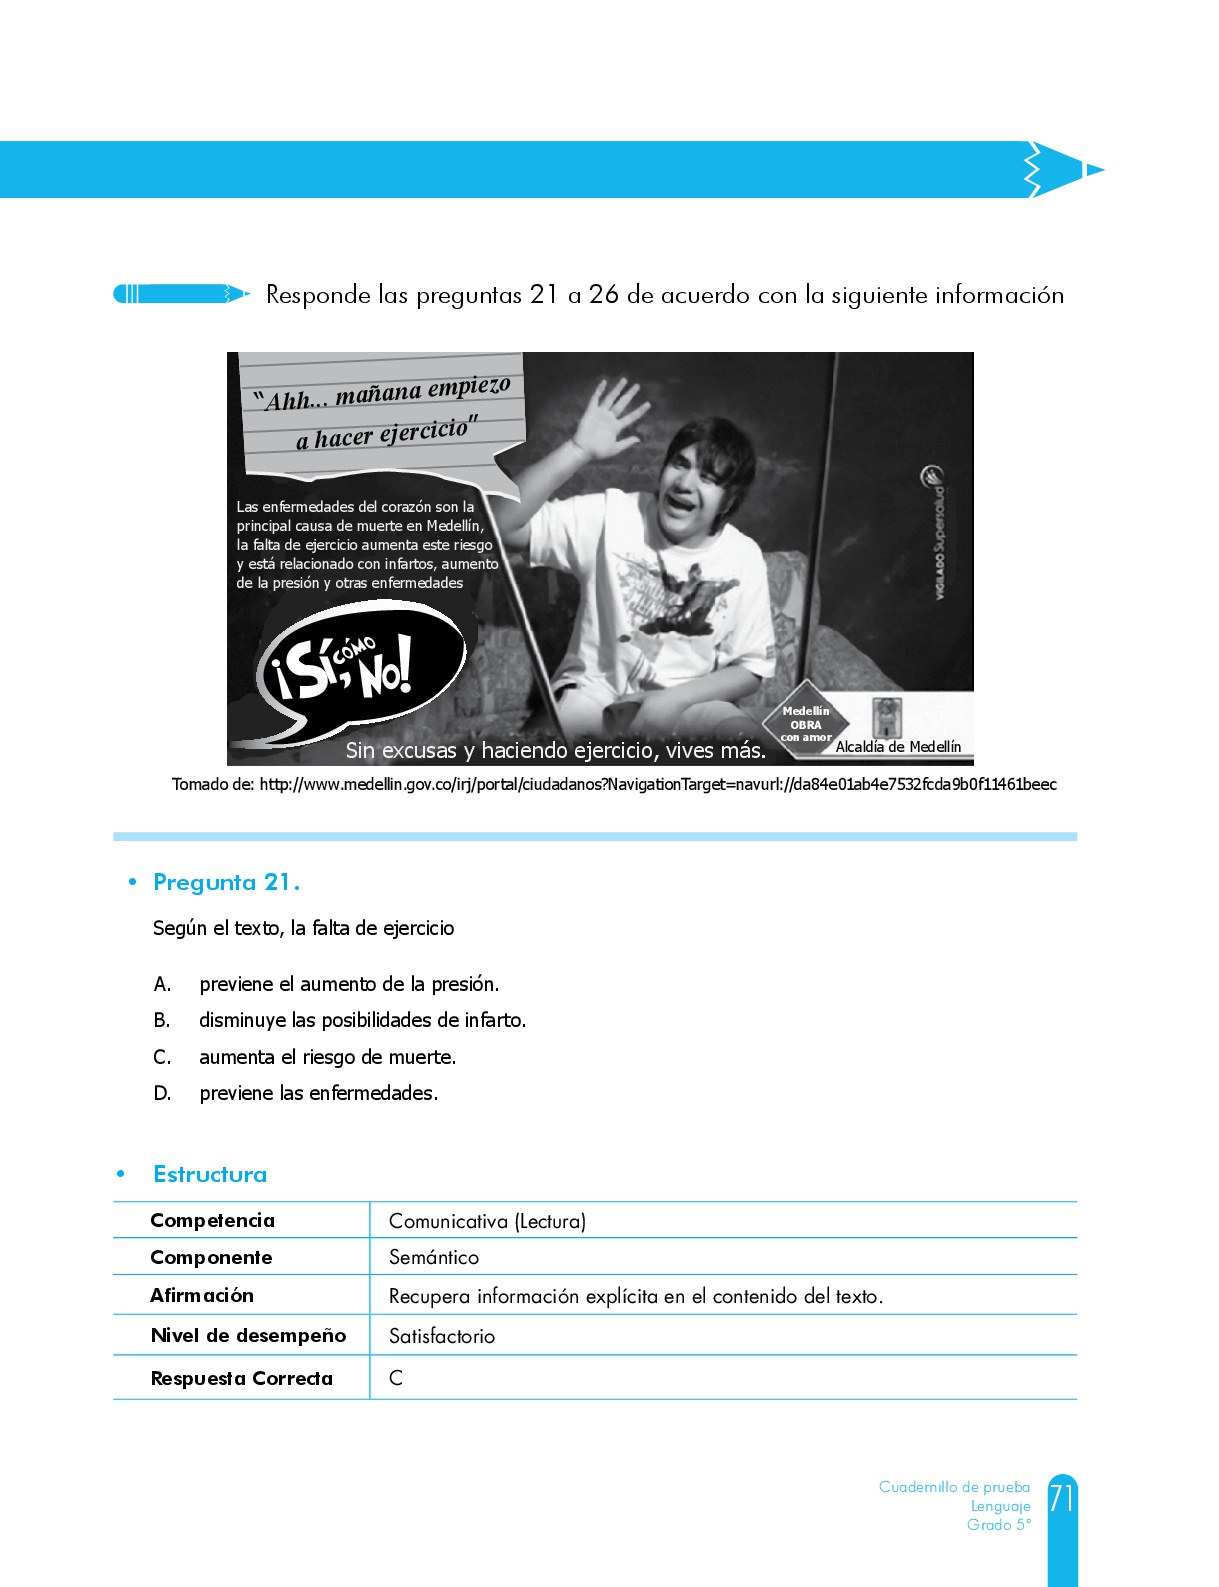 Responde las preguntas 21 a 26 de acuerdo con la siguiente información
“Ahh... mañana empiezo
a hacer ejercicio”
Las enfermedades del corazón son la
principal causa de muerte en Medellín,
la falta de ejercicio aumenta este riesgo
y está relacionado con infartos, aumento
de la presión y otras enfermedades
¡SÍ, CÓMO NO!
VIGILADO Supersalud
Medellín
OBRA
con amor
Alcaldía de Medellín
Sin excusas y haciendo ejercicio, vives más.
Tomado de: http://www.medellin.gov.co/irj/portal/ciudadanos?NavigationTarget=navurl://da84e01ab4e7532fcda9b0f11461beec
• Pregunta 21.
Según el texto, la falta de ejercicio
A. previene el aumento de la presión.
B. disminuye las posibilidades de infarto.
C. aumenta el riesgo de muerte.
D. previene las enfermedades.
• Estructura
Competencia Comunicativa (Lectura)
Componente Semántico
Afirmación Recupera información explícita en el contenido del texto.
Nivel de desempeño Satisfactorio
Respuesta Correcta C
Cuadernillo de prueba
Lenguaje
Grado 5°
71